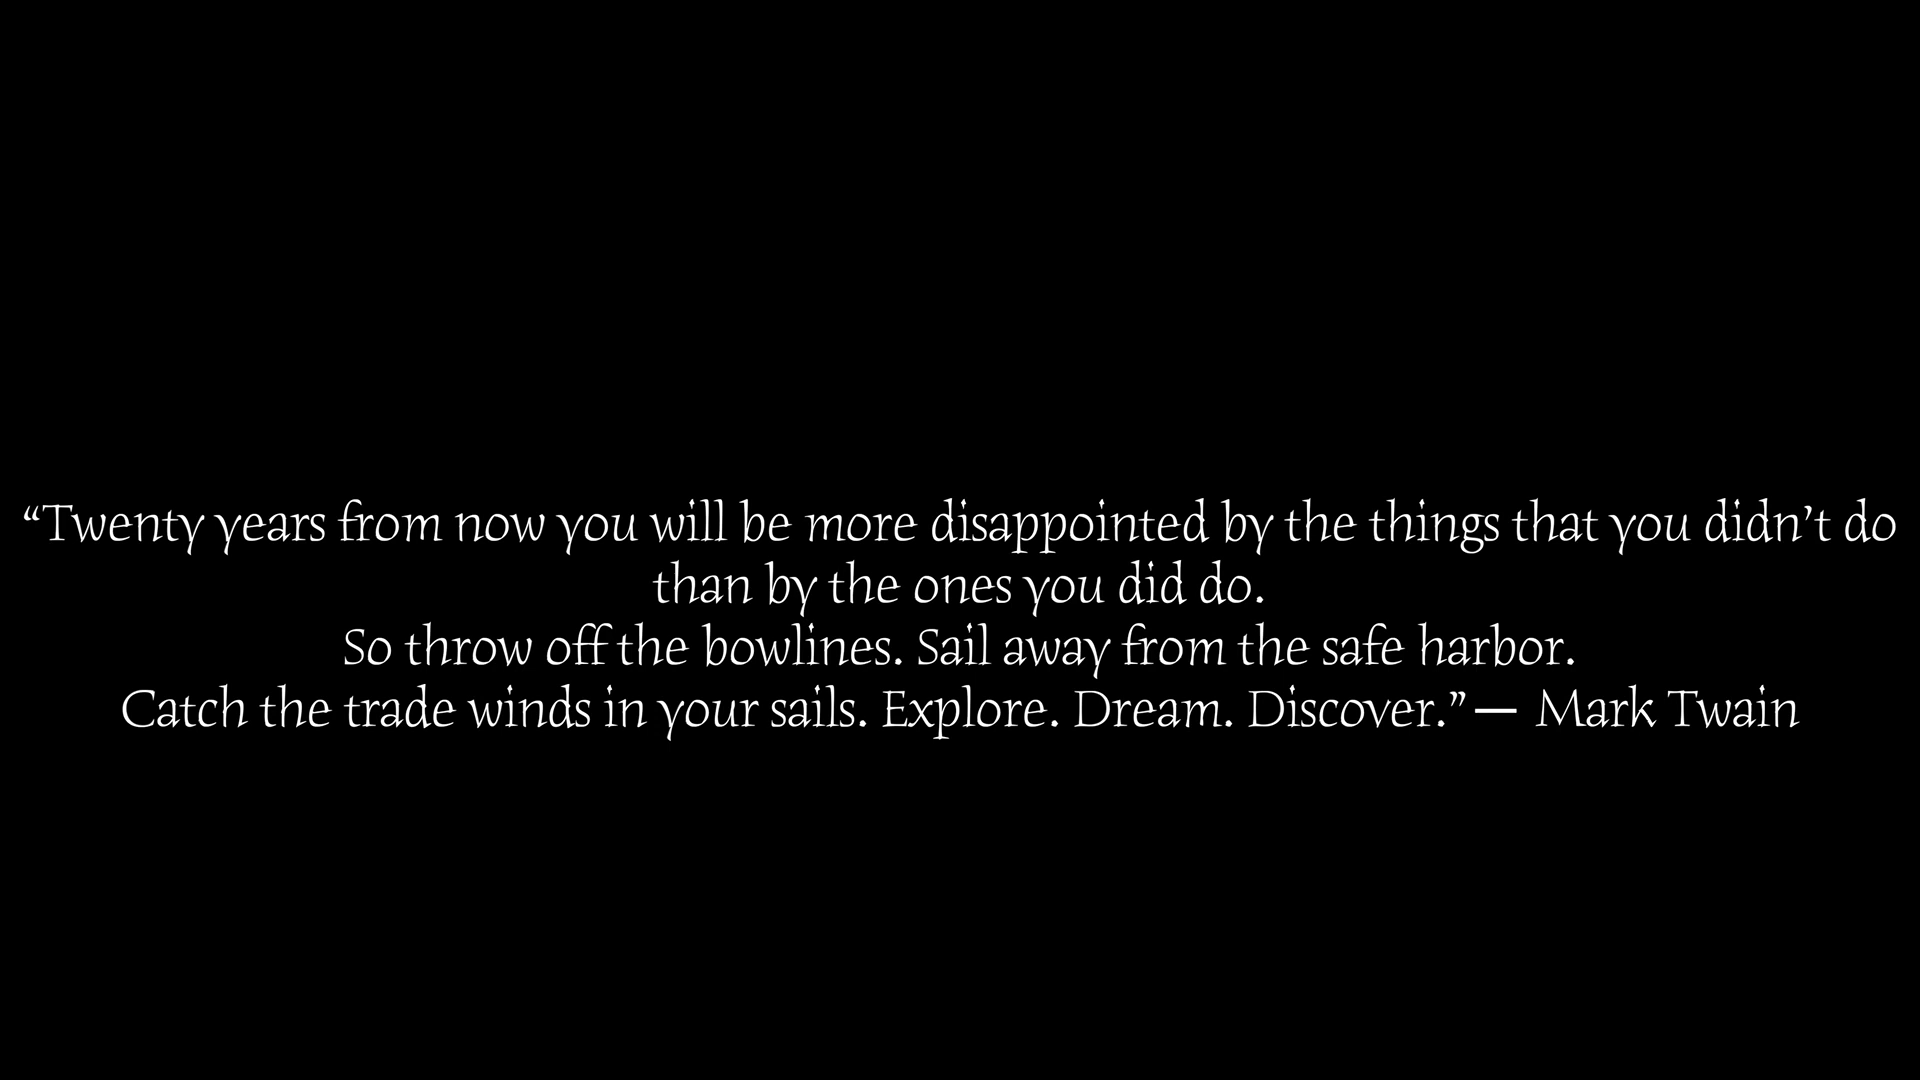 “Twenty years from now you will be more disappointed by the things that you didn’t do
than by the ones you did do.
So throw off the bowlines. Sail away from the safe harbor.
Catch the trade winds in your sails. Explore. Dream. Discover.”— Mark Twain